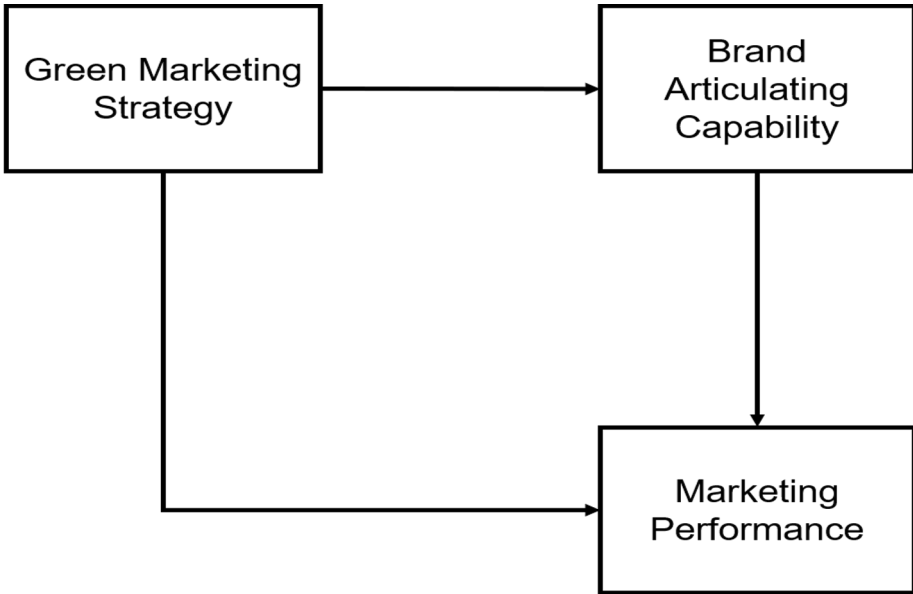 Green Marketing
Strategy
Brand
Articulating
Capability
Marketing
Performance